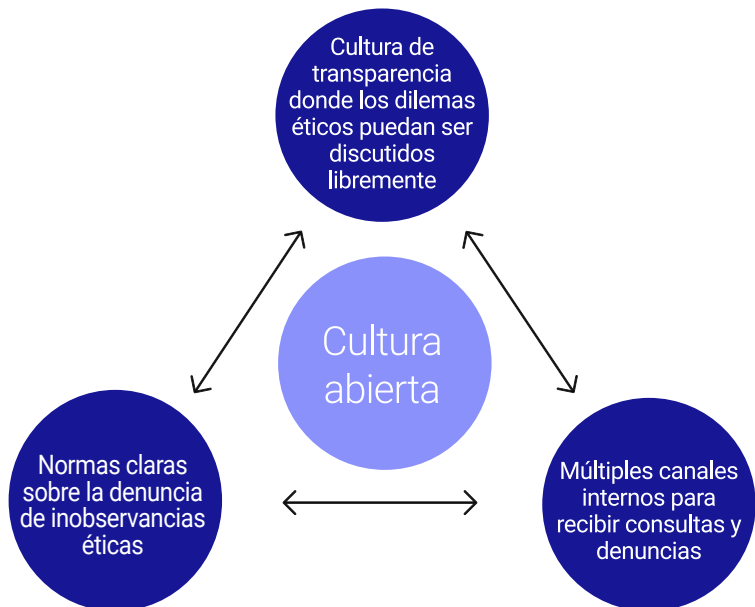 Cultura de
transparencia
donde los dilemas
éticos puedan ser
discutidos
libremente
Cultura
abierta
Normas claras
sobre la denuncia
de inobservancias
éticas
Múltiples canales
internos para
recibir consultas y
denuncias